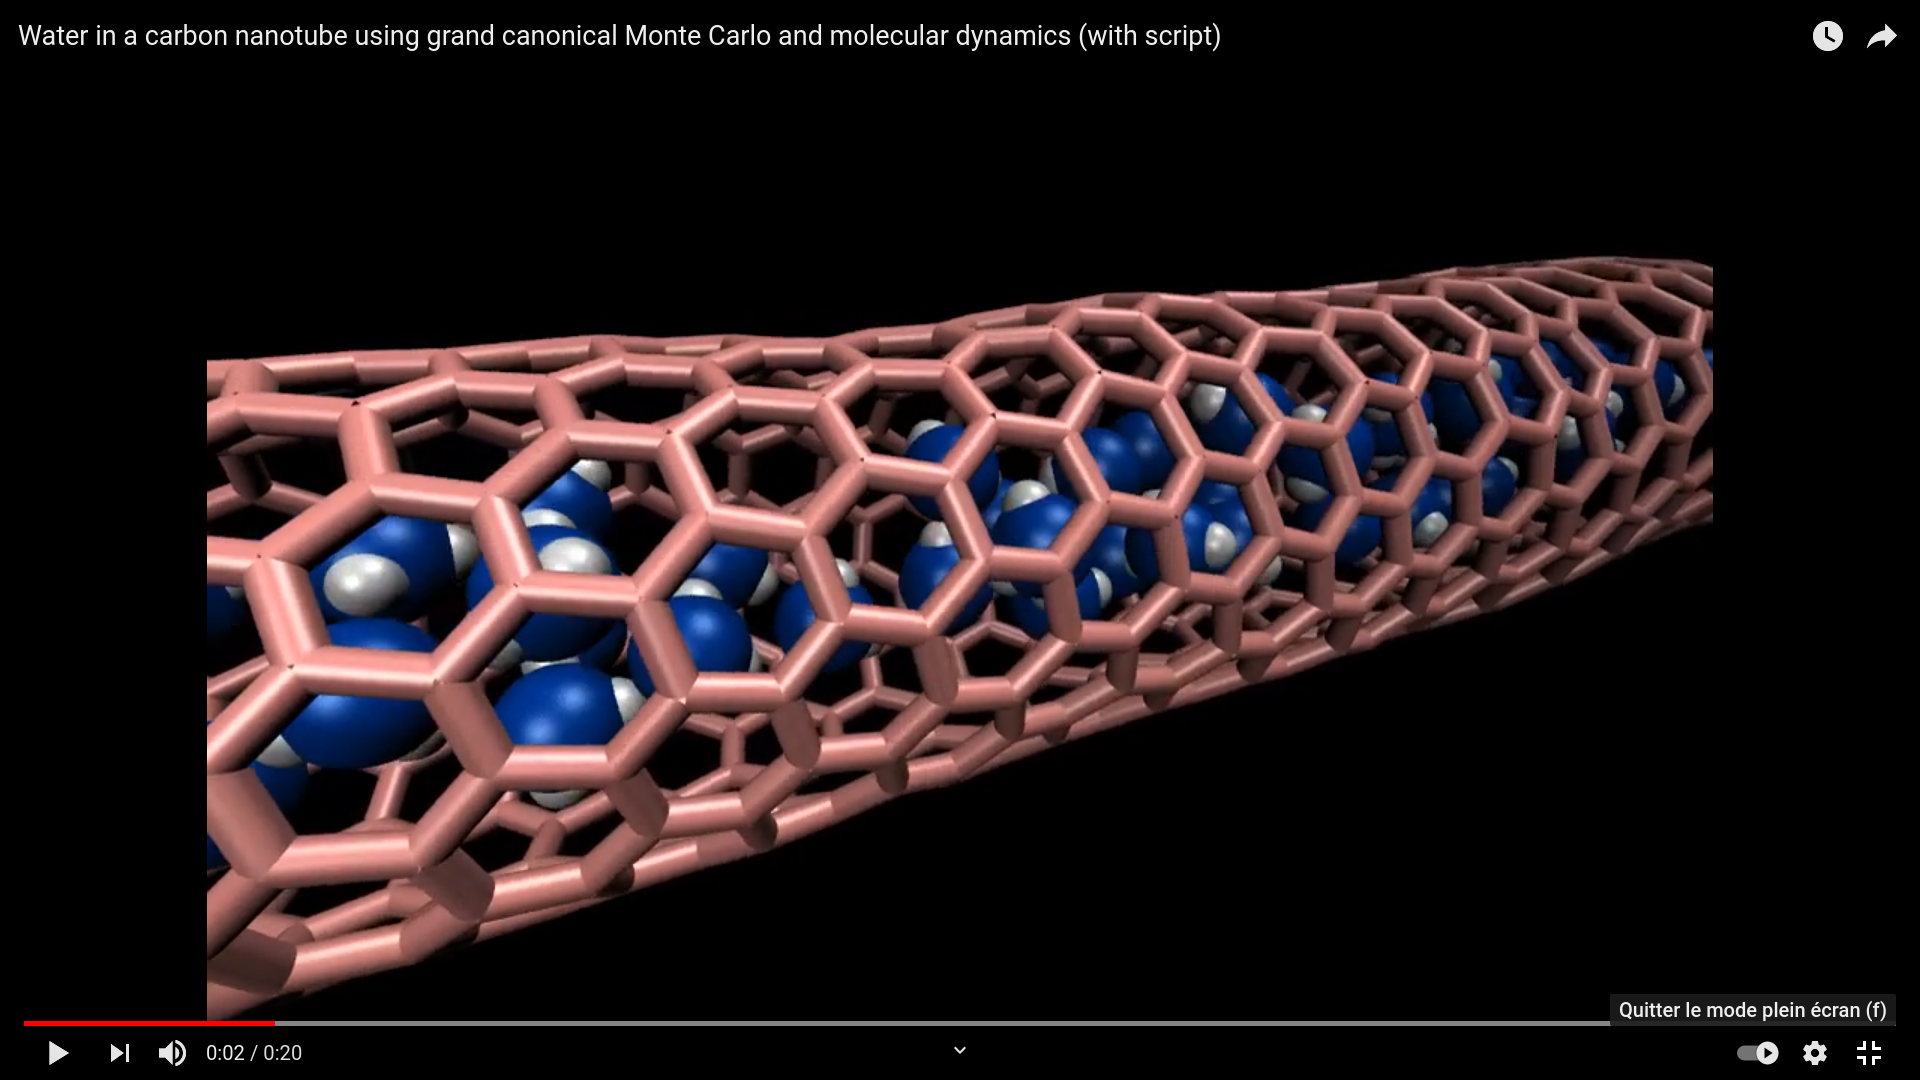 Water in a carbon nanotube using grand canonical Monte Carlo and molecular dynamics (with script)
Quitter le mode plein écran (f)
0:02 / 0:20